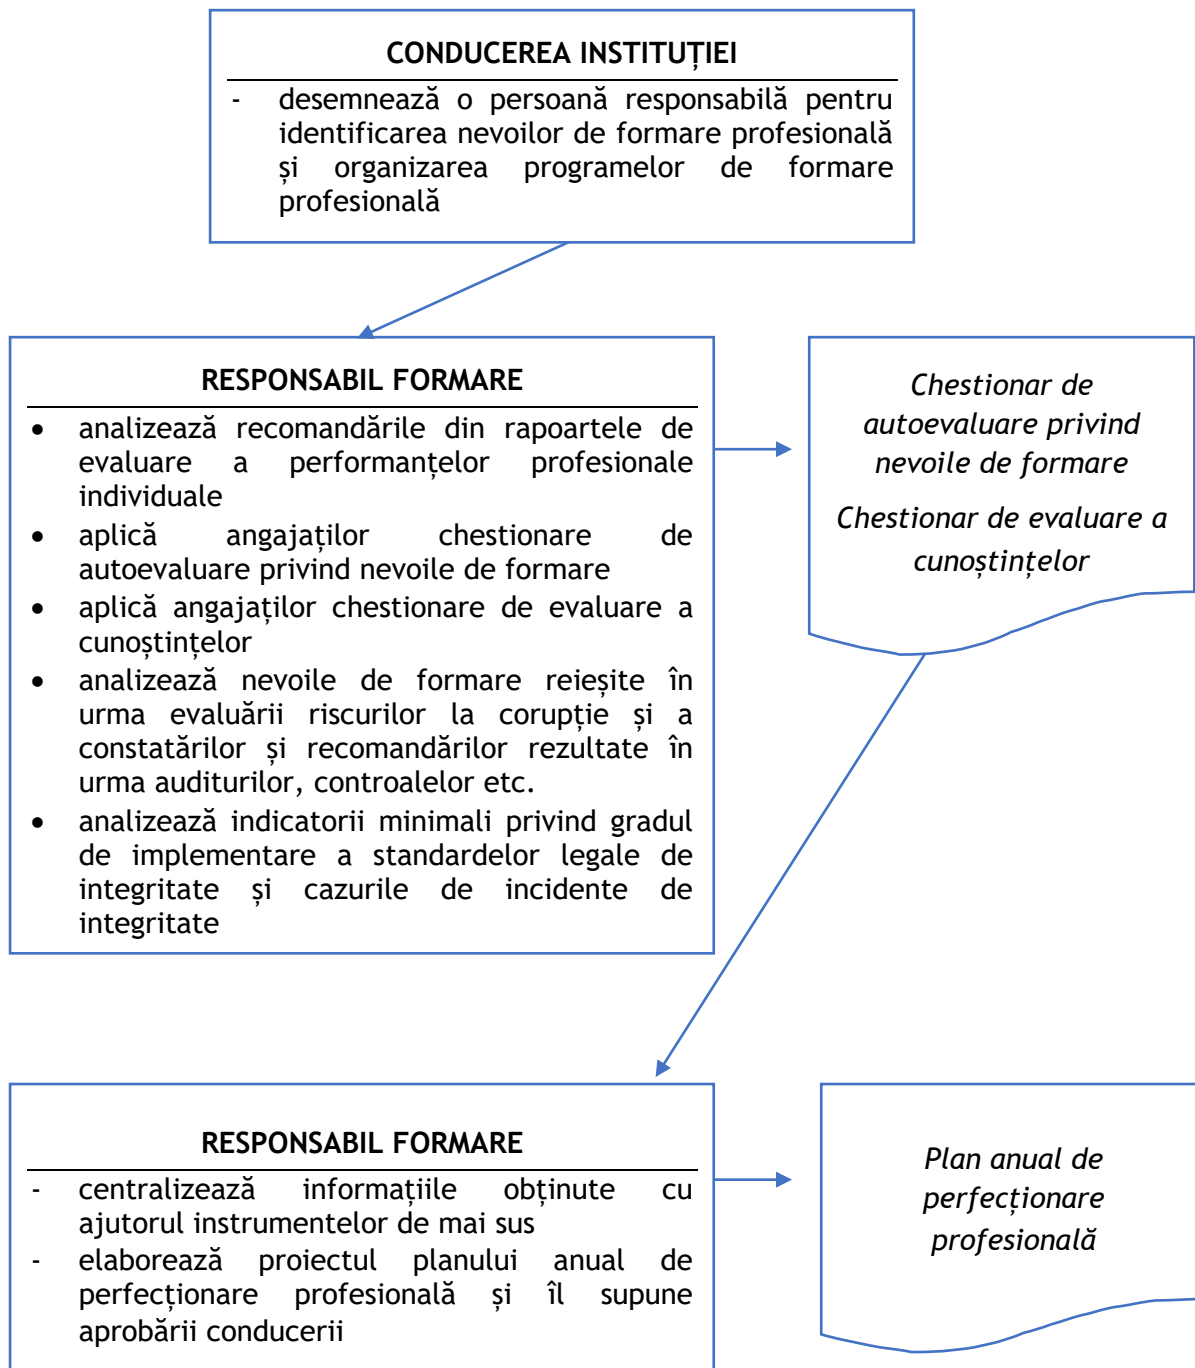 CONDUCEREA INSTITUȚIEI
- desemnează o persoană responsabilă pentru
identificarea nevoilor de formare profesională
și organizarea programelor de formare
profesională
RESPONSABIL FORMARE
• analizează recomandările din rapoartele de
evaluare a performanțelor profesionale
individuale
• aplică angajaților chestionare de
autoevaluare privind nevoile de formare
• aplică angajaților chestionare de evaluare a
cunoștințelor
• analizează nevoile de formare reieșite în
urma evaluării riscurilor la corupție și a
constatărilor și recomandărilor rezultate în
urma auditurilor, controalelor etc.
• analizează indicatorii minimali privind gradul
de implementare a standardelor legale de
integritate și cazurile de incidente de
integritate
Chestionar de
autoevaluare privind
nevoile de formare
Chestionar de evaluare a
cunoștințelor
RESPONSABIL FORMARE
- centralizează informațiile obținute cu
ajutorul instrumentelor de mai sus
- elaborează proiectul planului anual de
perfecționare profesională și îl supune
aprobării conducerii
Plan anual de
perfecționare
profesională